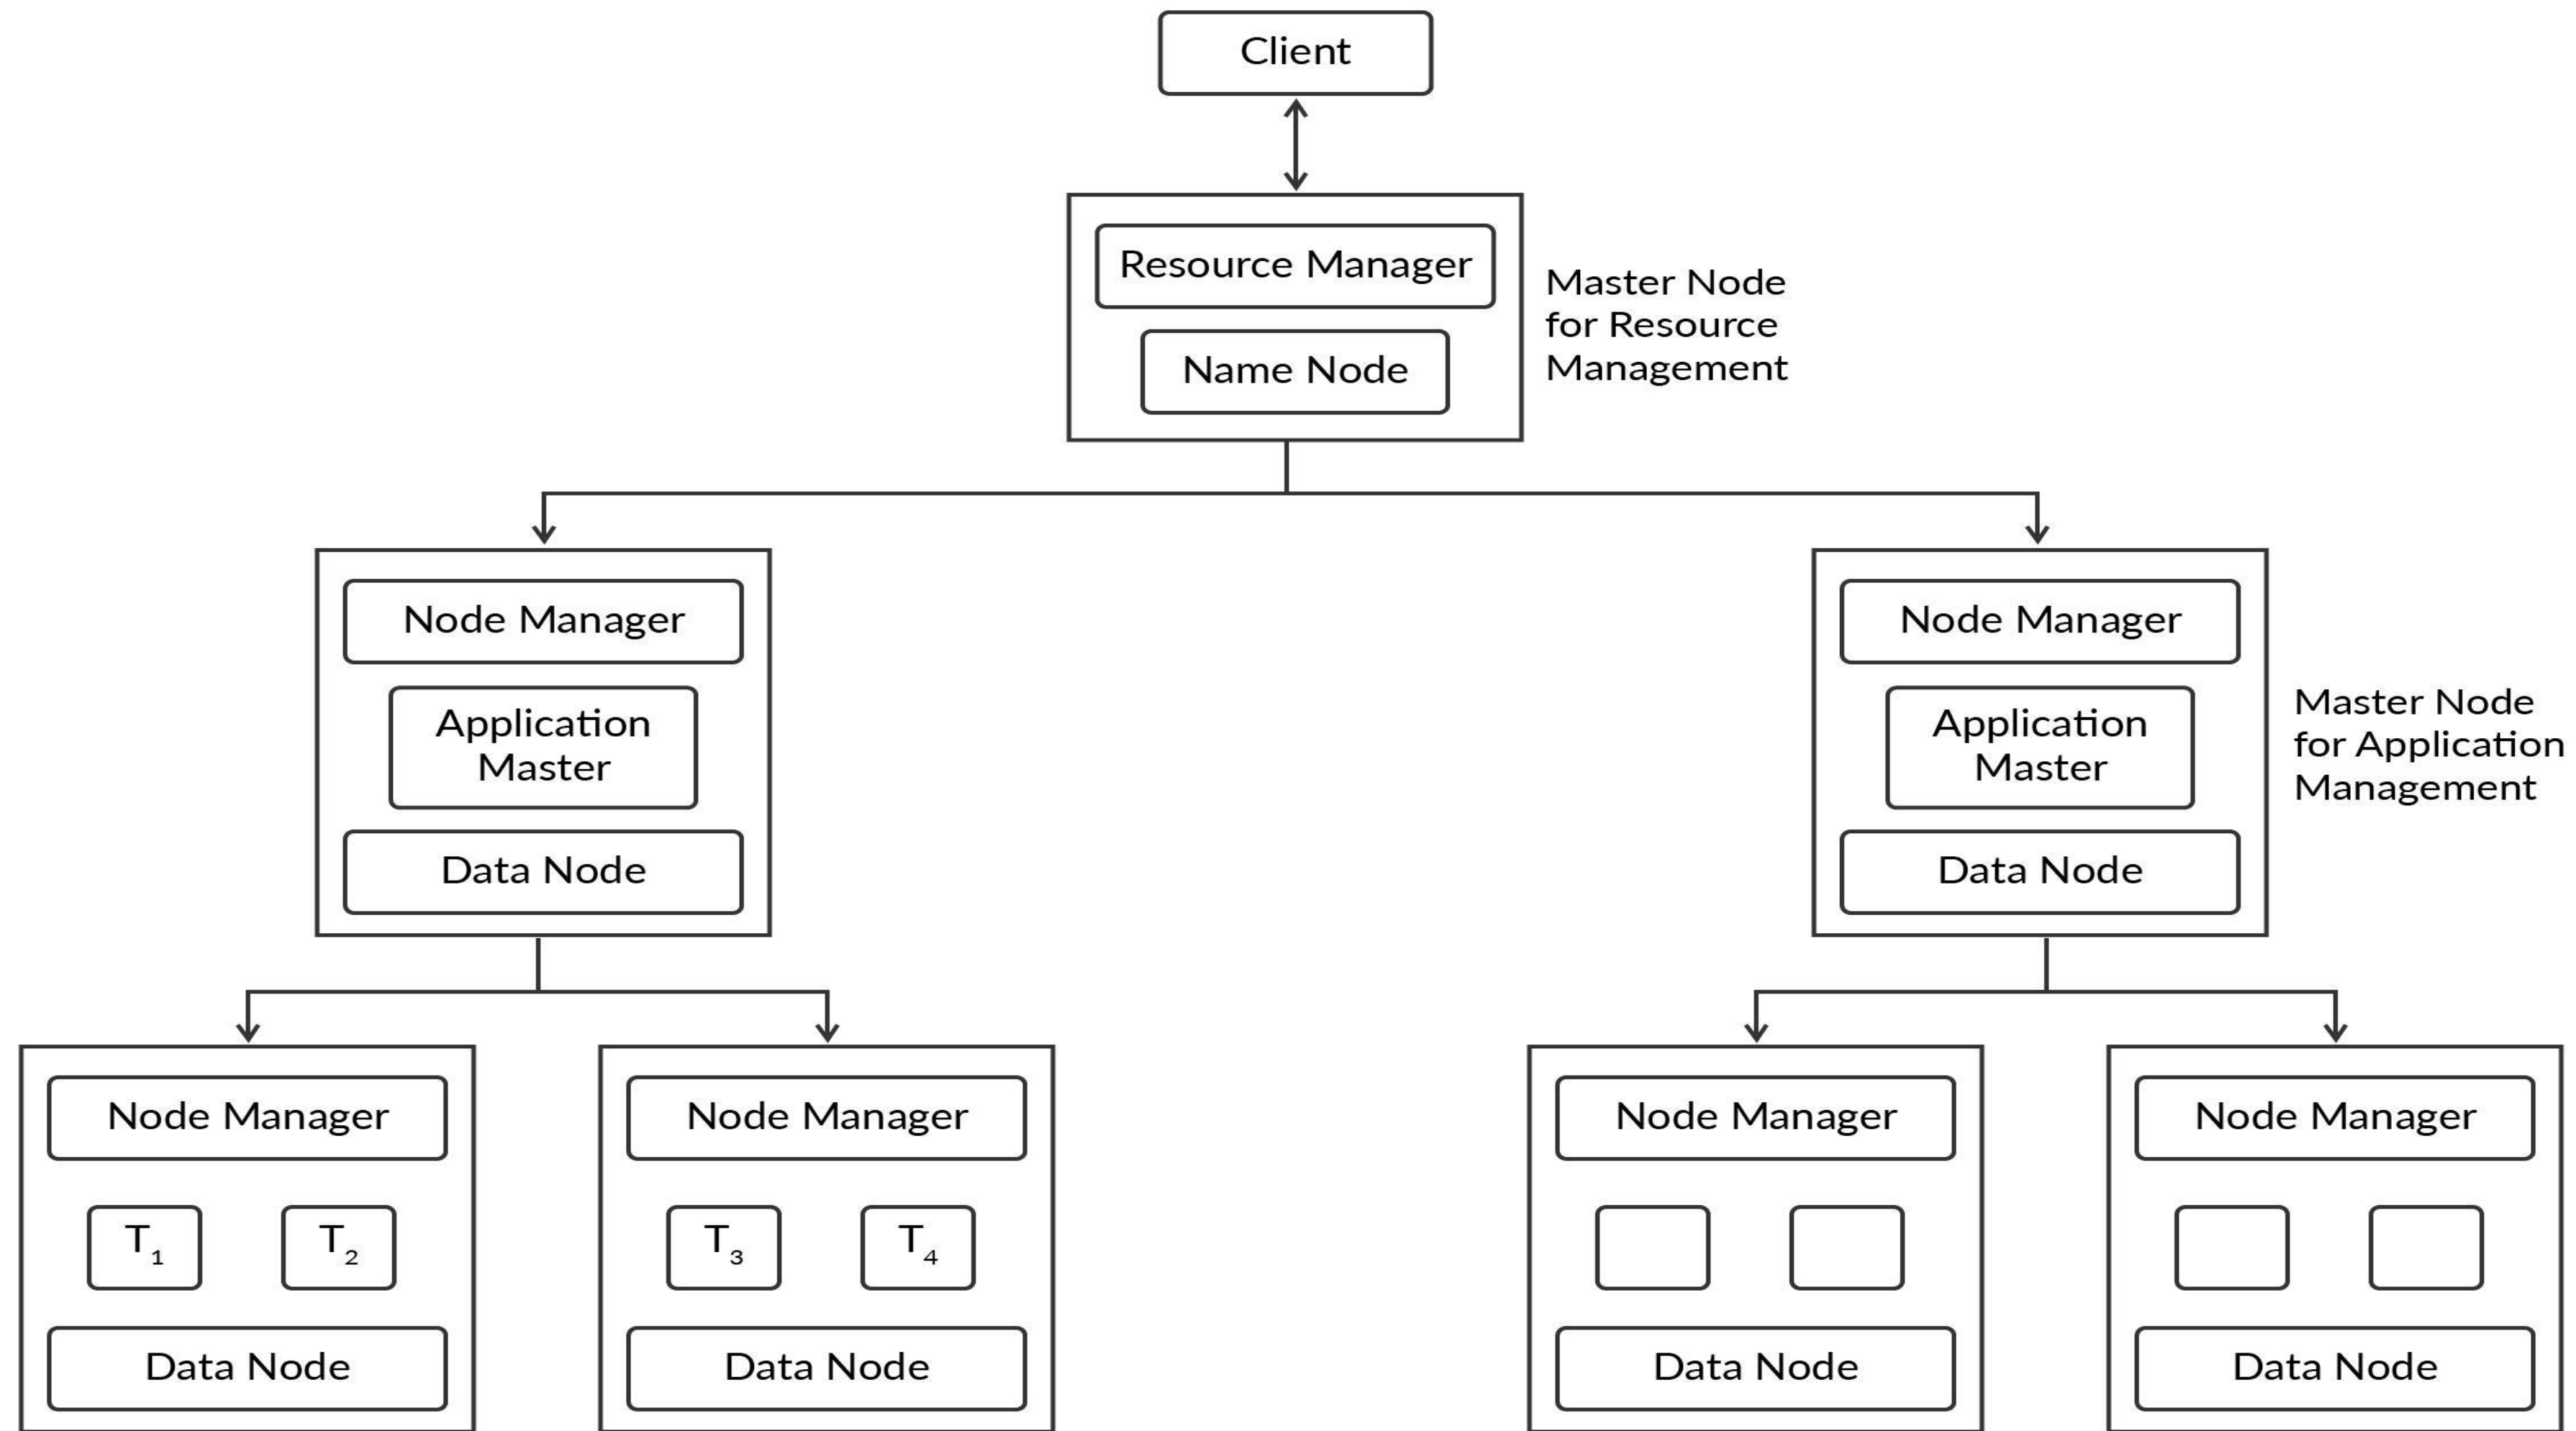 Client
Resource Manager
Name Node
Master Node
for Resource
Management
Node Manager
Application
Master
Data Node
Node Manager
Application
Master
Data Node
Master Node
for Application
Management
Node Manager
T₁ T₂
Data Node
Node Manager
T₃ T₄
Data Node
Node Manager
Data Node
Node Manager
Data Node